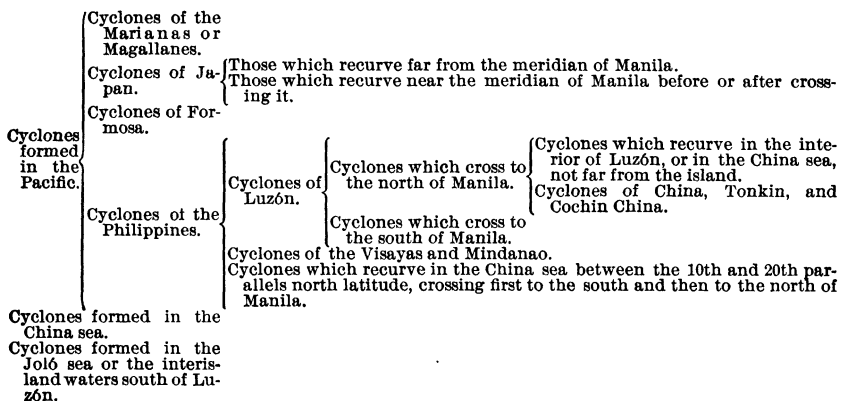 Cyclones of the
Marianas or
Magallanes.
Cyclones of Ja-
pan.
Those which recurve far from the meridian of Manila.
Those which recurve near the meridian of Manila before or after cross-
ing it.
Cyclones of For-
mosa.
Cyclones
formed
in the
Pacific.
Cyclones ot the
Philippines.
Cyclones of
Luzón.
Cyclones which cross to
the north of Manila.
Cyclones which recurve in the inte-
rior of Luzón, or in the China sea,
not far from the island.
Cyclones of China, Tonkin, and
Cochin China.
Cyclones which cross to
the south of Manila.
Cyclones of the Visayas and Mindanao.
Cyclones which recurve in the China sea between the 10th and 20th par-
allels north latitude, crossing first to the south and then to the north of
Manila.
Cyclones formed in the
China sea.
Cyclones formed in the
Joló sea or the interis-
land waters south of Lu-
zón.